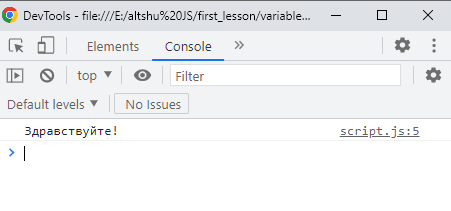 DevTools - file:///E:/altshu%20JS/first_lesson/variable...
Elements Console »
top ▼ Filter
Default levels ▼ No Issues
Здравствуйте! script.js:5
>